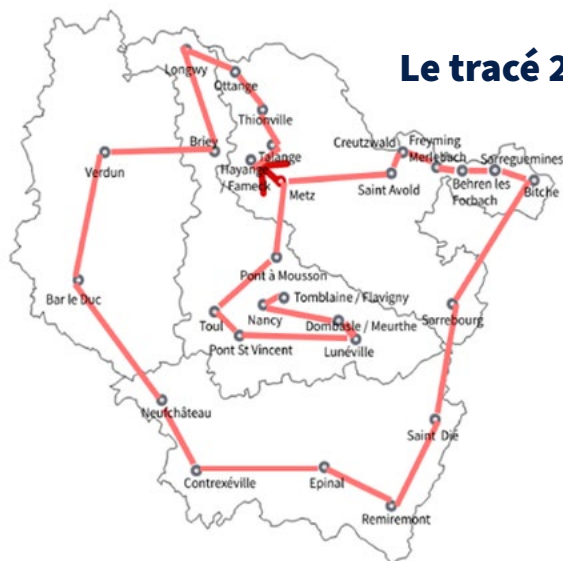 Le tracé 2
Longwy
Ottange
Thionville
Briey
Talange
Hayange
/ Fameck
Metz
Verdun
Creutzwald
Freyming
Merlebach
Sarreguemines
Saint Avold
Behren les
Forbach
Bitche
Pont à Mousson
Bar le Duc
Tomblaine / Flavigny
Toul
Nancy
Dombasle / Meurthe
Sarrebourg
Pont St Vincent
Lunéville
Neufchâteau
Saint Dié
Contrexéville
Epinal
Remiremont